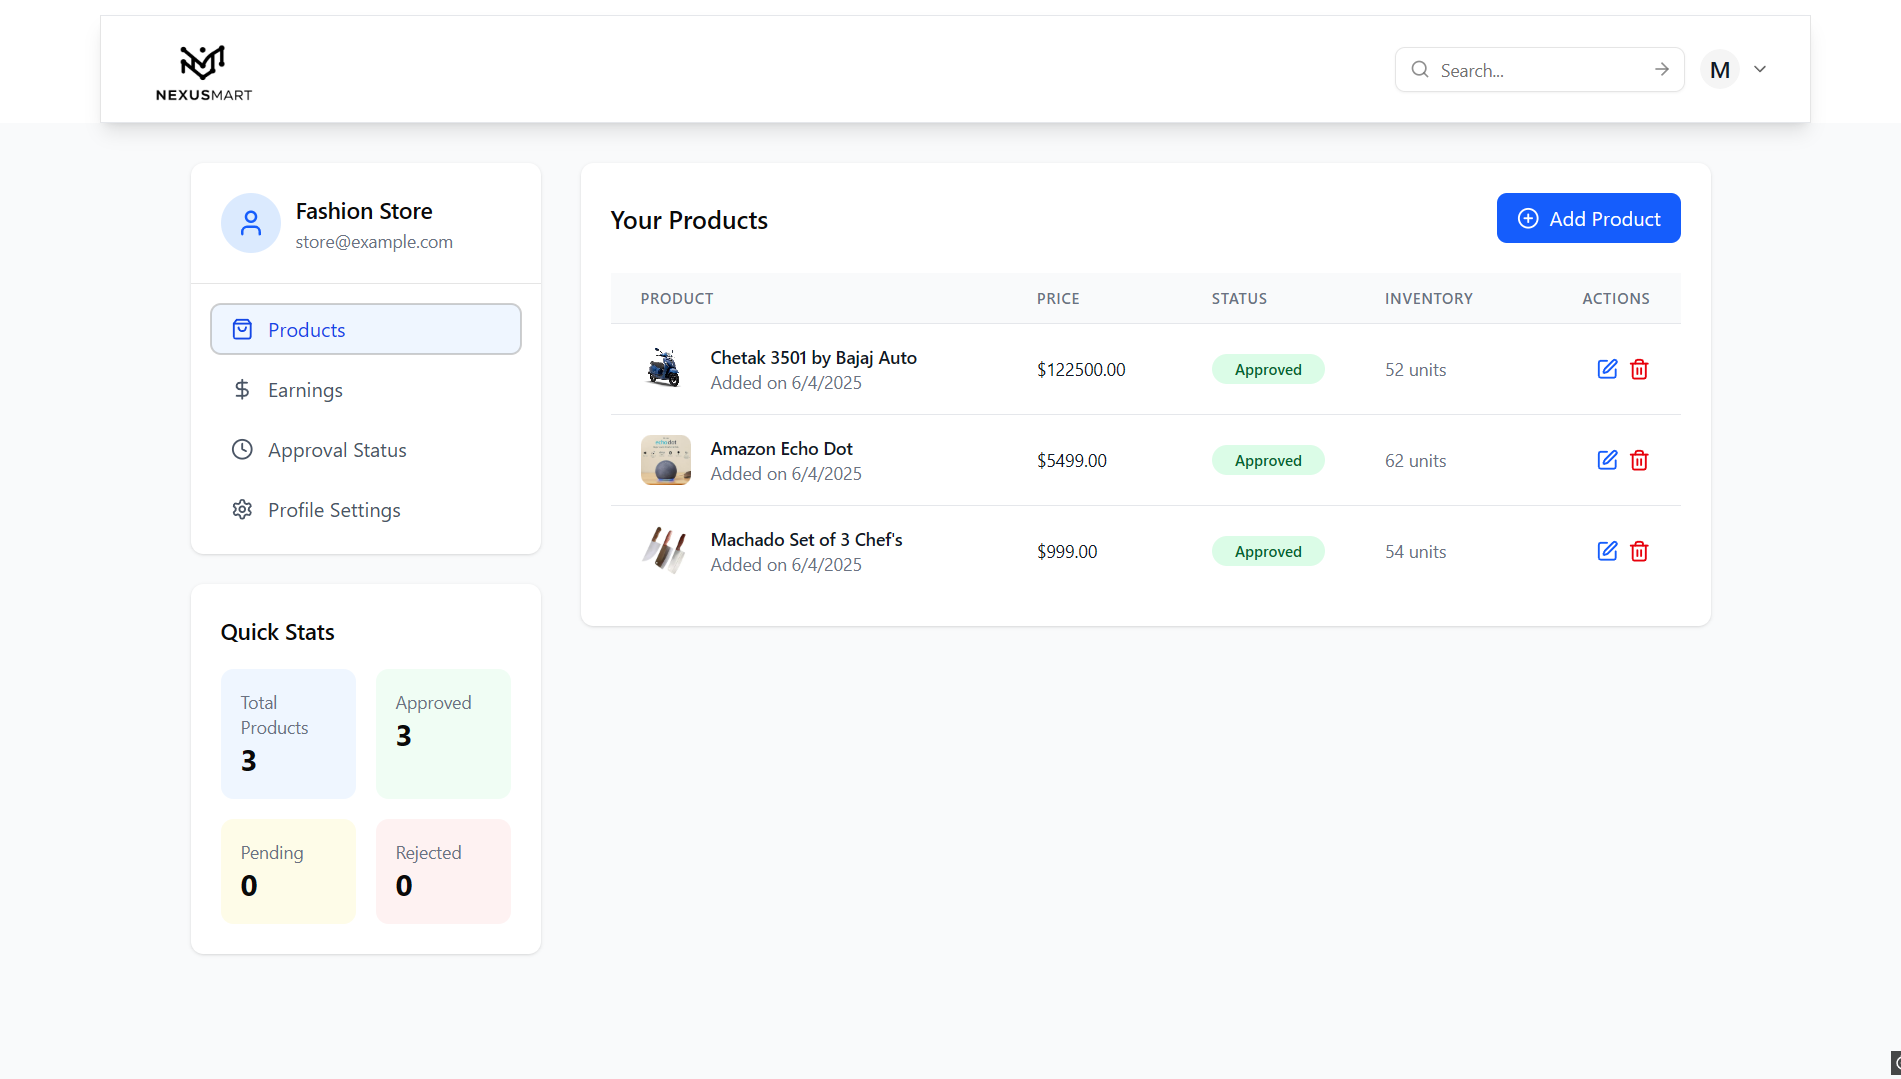 NEXUSMART
Search...
M
Fashion Store
store@example.com
Products
Earnings
Approval Status
Profile Settings
Quick Stats
Total Products
3
Approved
3
Pending
0
Rejected
0
Your Products
Add Product
PRODUCT PRICE STATUS INVENTORY ACTIONS
Chetak 3501 by Bajaj Auto
Added on 6/4/2025
$122500.00 Approved 52 units
echo dot
Amazon Echo Dot
Added on 6/4/2025
$5499.00 Approved 62 units
Machado Set of 3 Chef's
Added on 6/4/2025
$999.00 Approved 54 units